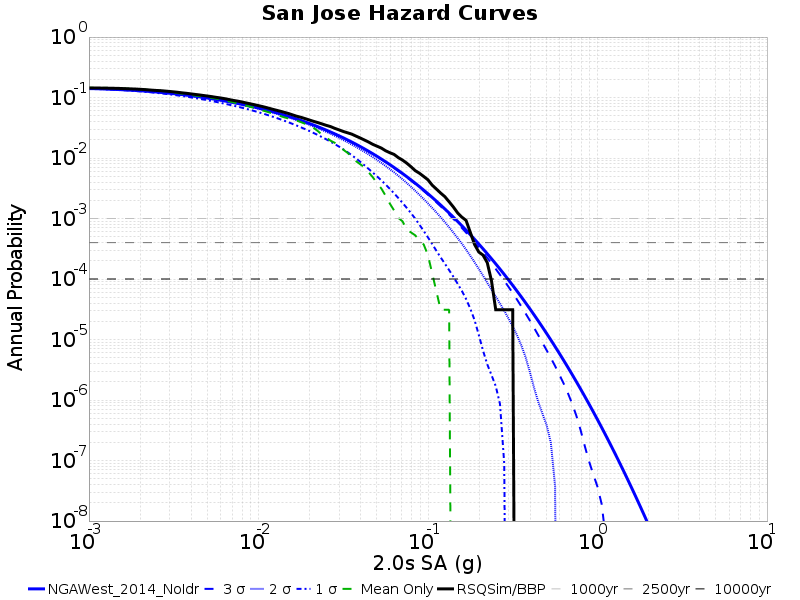 San Jose Hazard Curves
10^0
10^-1
10^-2
10^-3
10^-4
10^-5
10^-6
10^-7
10^-8
Annual Probability
10^-3 10^-2 10^-1 10^0 10^1
2.0s SA (g)
NGAWest_2014_NoIdr 3 σ 2 σ 1 σ Mean Only RSQSim/BBP 1000yr 2500yr 10000yr